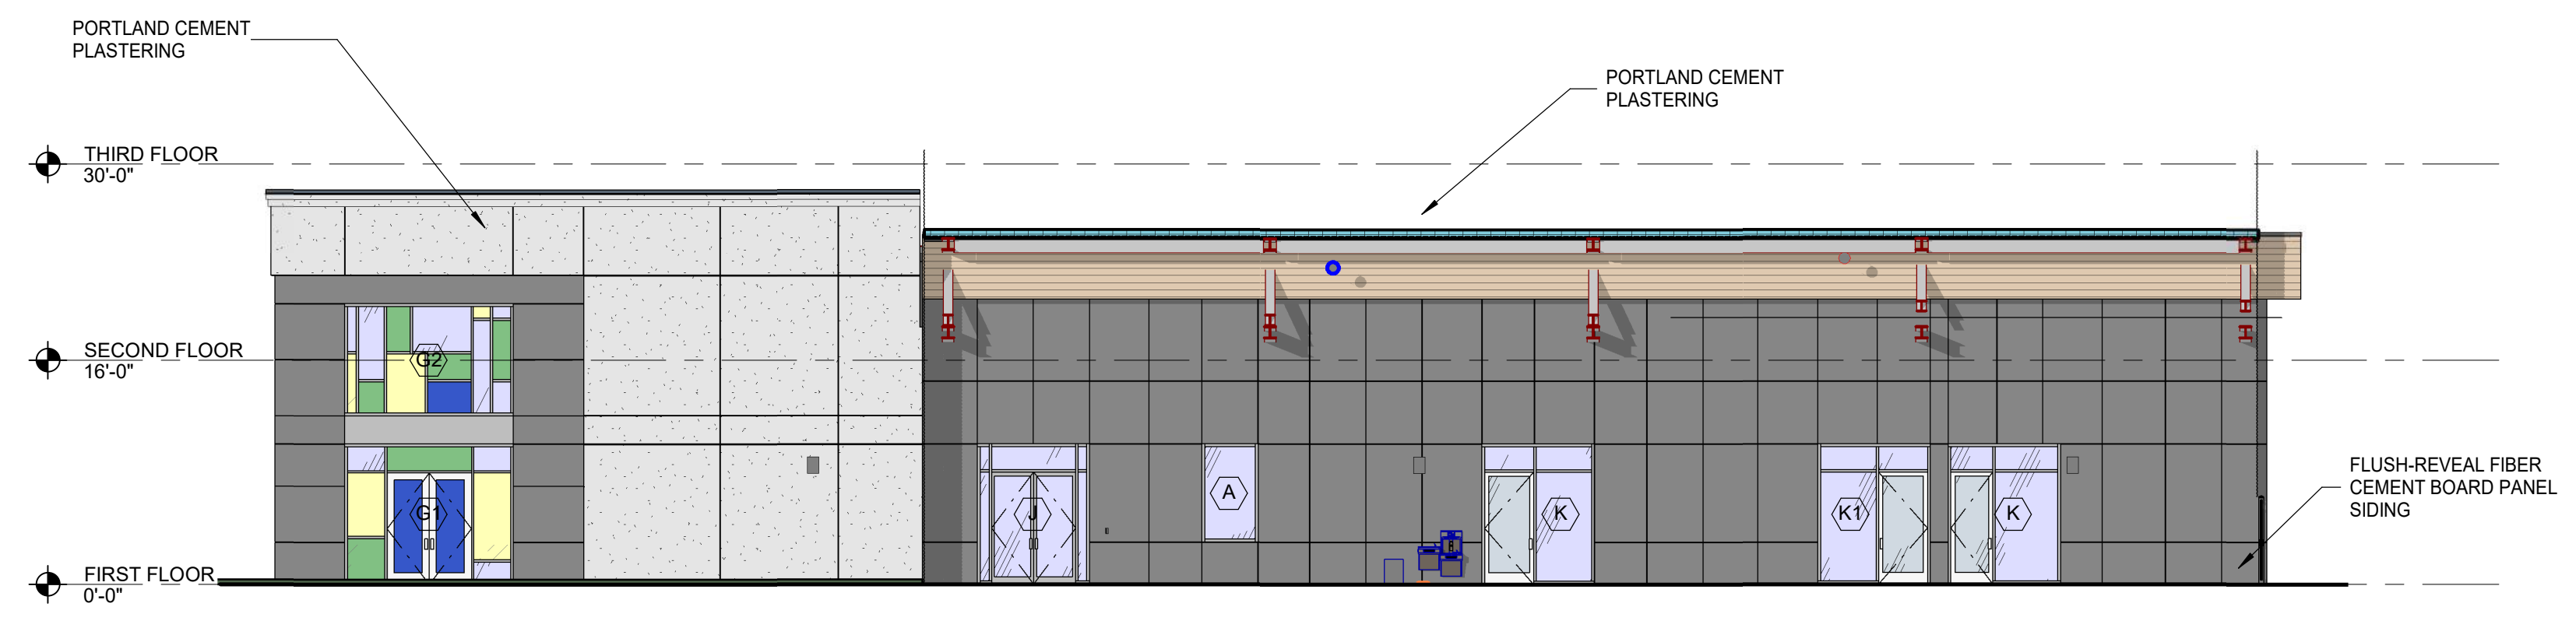 PORTLAND CEMENT
PLASTERING
PORTLAND CEMENT
PLASTERING
THIRD FLOOR
30'-0"
SECOND FLOOR
16'-0"
G2
FLUSH-REVEAL FIBER
CEMENT BOARD PANEL
SIDING
A
G1
J
K
K1
K
FIRST FLOOR
0'-0"